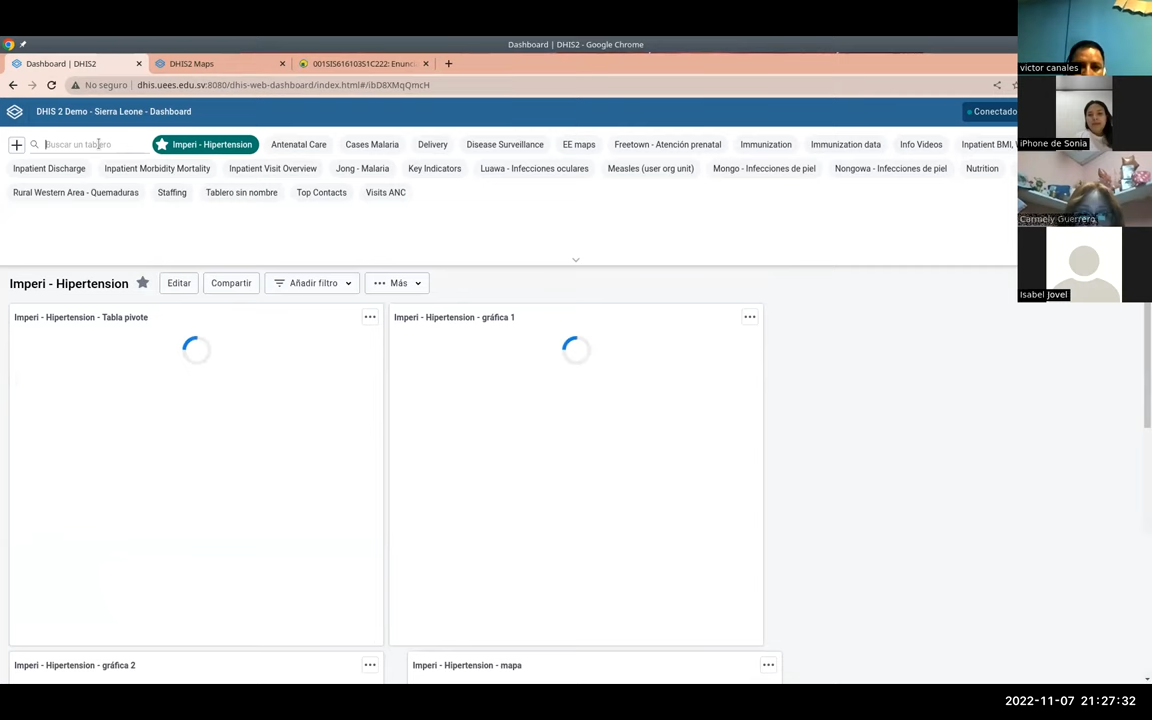 Dashboard | DHIS2 - Google Chrome
Dashboard | DHIS2
DHIS2 Maps
001SIS616103S1C222: Enunc
No seguro
dhis.uees.edu.sv:8080/dhis-web-dashboard/index.html#/ibD8XMqQmcH
DHIS 2 Demo - Sierra Leone - Dashboard
Conectado
Buscar un tablero
Imperi - Hipertension
Antenatal Care
Cases Malaria
Delivery
Disease Surveillance
EE maps
Freetown - Atención prenatal
Immunization
Immunization data
Info Videos
Inpatient BMI,
Inpatient Discharge
Inpatient Morbidity Mortality
Inpatient Visit Overview
Jong - Malaria
Key Indicators
Luawa - Infecciones oculares
Measles (user org unit)
Mongo - Infecciones de piel
Nongowa - Infecciones de piel
Nutrition
Rural Western Area - Quemaduras
Staffing
Tablero sin nombre
Top Contacts
Visits ANC
Imperi - Hipertension
Editar
Compartir
Añadir filtro
Más
Imperi - Hipertension - Tabla pivote
Imperi - Hipertension - gráfica 1
Imperi - Hipertension - gráfica 2
Imperi - Hipertension - mapa
victor canales
iPhone de Sonia
Carmely Guerrero
Isabel Jovel
2022-11-07 21:27:32